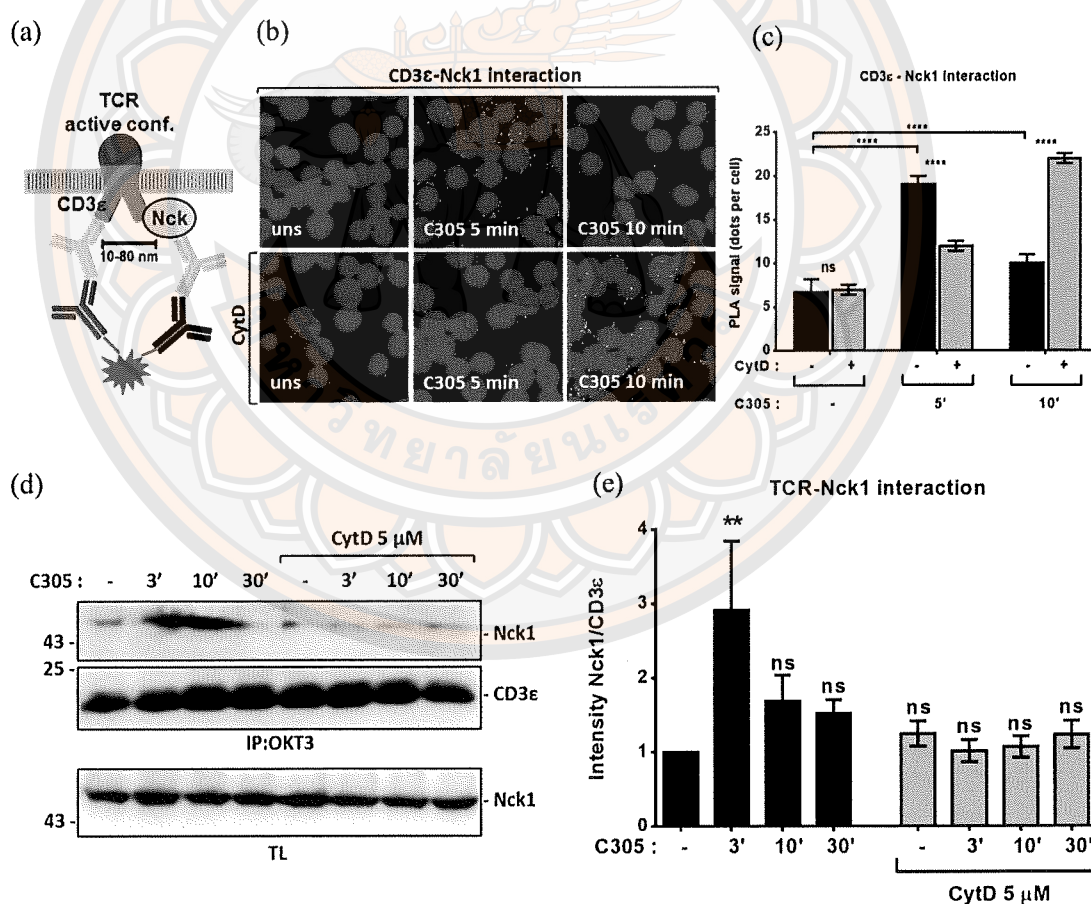 (a)
TCR
active conf.
CD3ε
Nck
10-80 nm
(b)
CD3ε-Nck1 interaction
uns
C305 5 min
C305 10 min
CytD
uns
C305 5 min
C305 10 min
(c)
CD3ε - Nck1 Interaction
PLA signal (dots per cell)
25
20
15
10
5
0
ns
****
****
****
****
CytD : - + - + - +
C305 : - 5' 10'
(d)
CytD 5 µM
C305 : - 3' 10' 30' - 3' 10' 30'
43 -
- Nck1
25 -
- CD3ε
IP:OKT3
- Nck1
43 -
TL
(e)
TCR-Nck1 interaction
Intensity Nck1/CD3ε
4
3
2
1
0
**
ns
ns
ns
ns
ns
ns
C305 : - 3' 10' 30' - 3' 10' 30'
CytD 5 µM